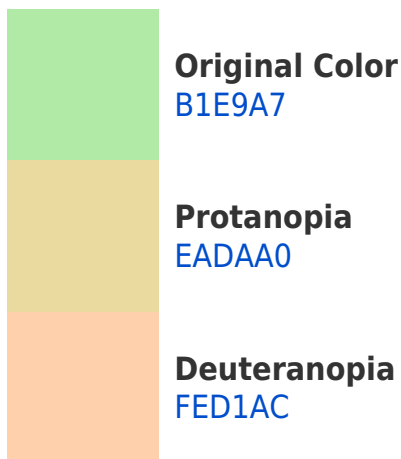 Original Color
B1E9A7
Protanopia
EADAA0
Deuteranopia
FED1AC